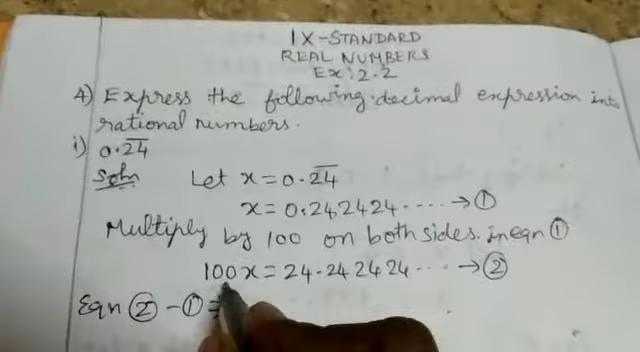 IX-STANDARD
REAL NUMBERS
Ex: 2.2
4) Express the following decimal expression into
rational numbers.
i) 0.2̅4̅
Soln Let x = 0.2̅4̅
x = 0.242424..... → ①
Multiply by 100 on both sides. in eqn ①
100x = 24.242424... → ②
Eqn ② - ① ⇒